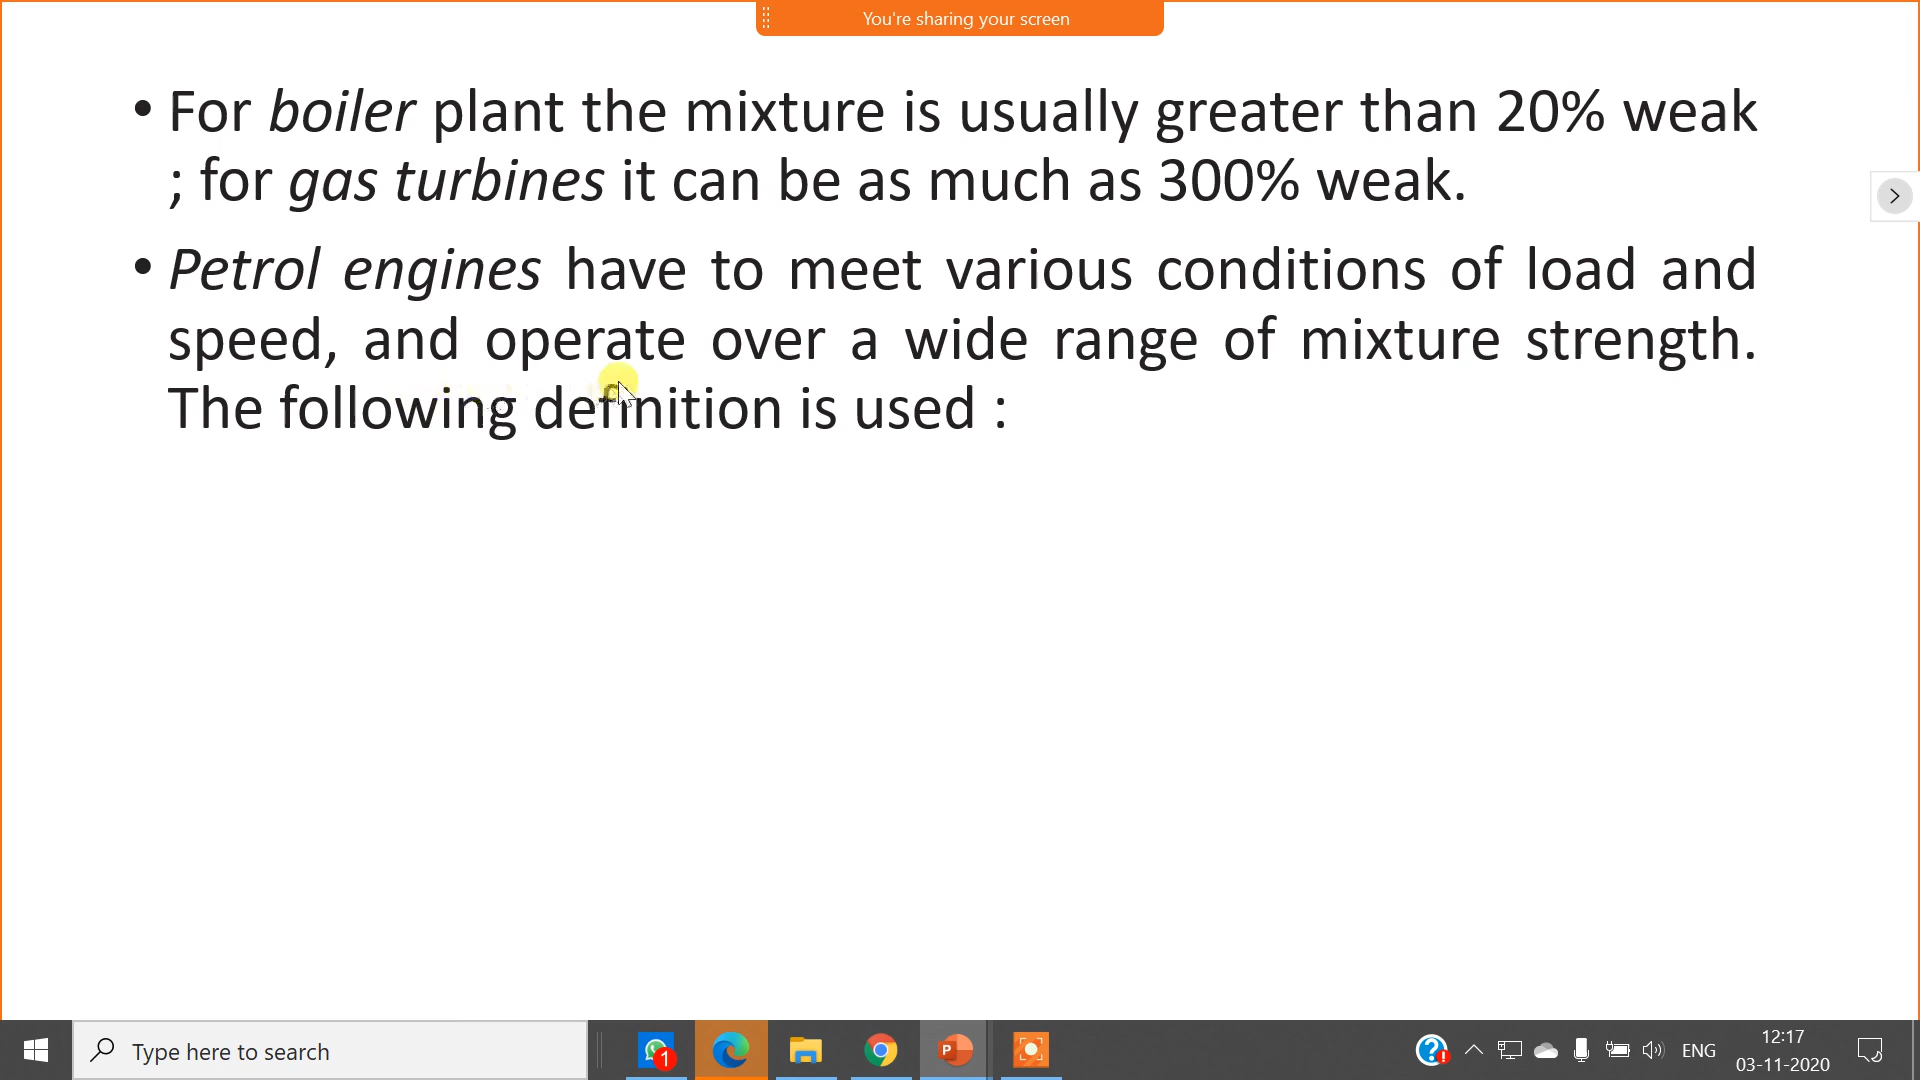 You're sharing your screen
• For boiler plant the mixture is usually greater than 20% weak
; for gas turbines it can be as much as 300% weak.
• Petrol engines have to meet various conditions of load and
speed, and operate over a wide range of mixture strength.
The following definition is used :
Type here to search
1
ENG
12:17
03-11-2020